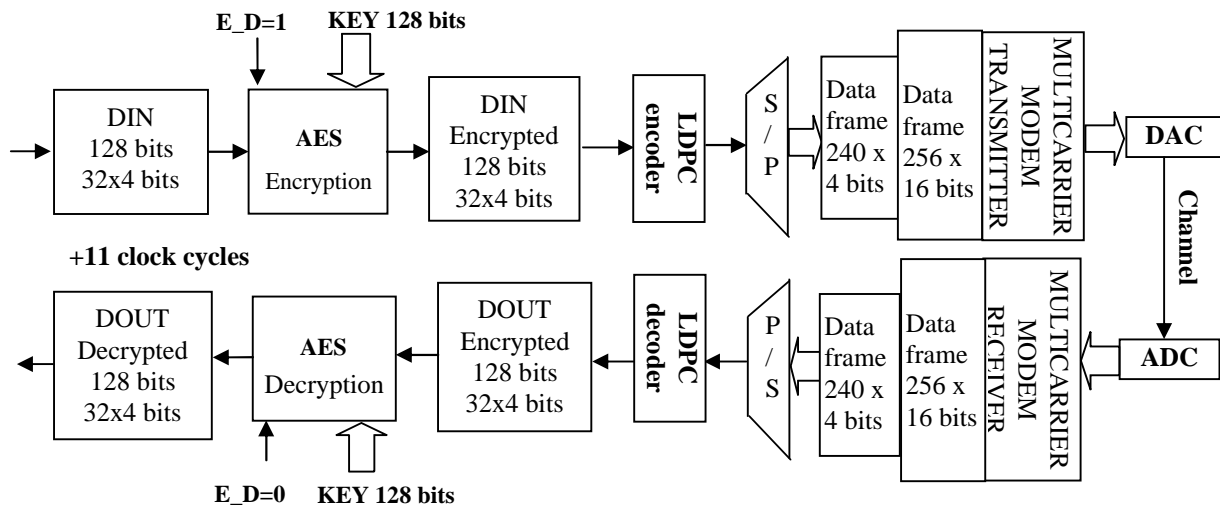 E_D=1
KEY 128 bits
DIN
128 bits
32x4 bits
AES
Encryption
DIN
Encrypted
128 bits
32x4 bits
LDPC
encoder
S
/
P
Data
frame
240 x
4 bits
Data
frame
256 x
16 bits
MULTICARRIER
MODEM
TRANSMITTER
DAC
Channel
+11 clock cycles
DOUT
Decrypted
128 bits
32x4 bits
AES
Decryption
DOUT
Encrypted
128 bits
32x4 bits
LDPC
decoder
P
/
S
Data
frame
240 x
4 bits
Data
frame
256 x
16 bits
MULTICARRIER
MODEM
RECEIVER
ADC
E_D=0
KEY 128 bits